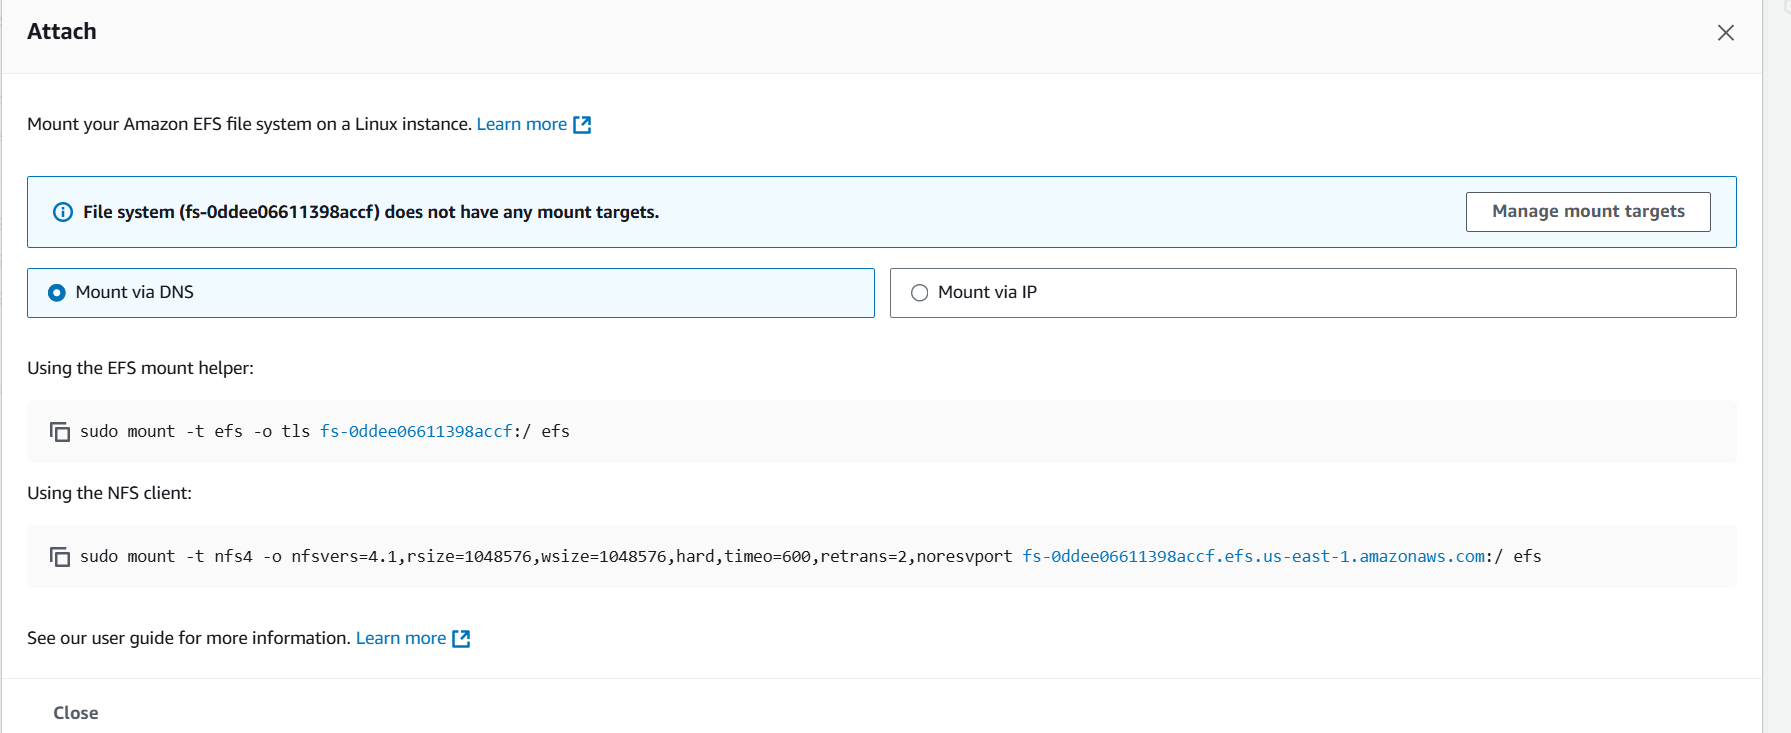 Attach
Mount your Amazon EFS file system on a Linux instance. Learn more
File system (fs-0ddee06611398accf) does not have any mount targets.
Manage mount targets
Mount via DNS
Mount via IP
Using the EFS mount helper:
sudo mount -t efs -o tls fs-0ddee06611398accf:/ efs
Using the NFS client:
sudo mount -t nfs4 -o nfsvers=4.1,rsize=1048576,wsize=1048576,hard,timeo=600,retrans=2,noresvport fs-0ddee06611398accf.efs.us-east-1.amazonaws.com:/ efs
See our user guide for more information. Learn more
Close